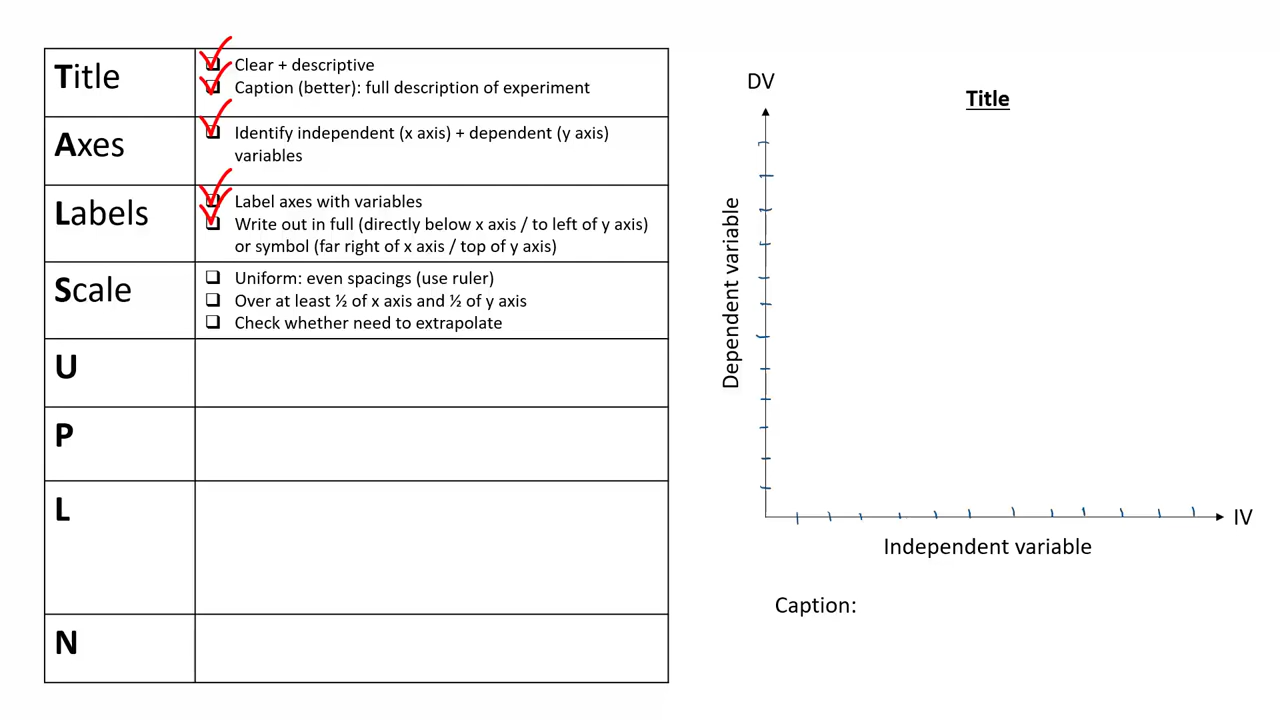 Title
Clear + descriptive
Caption (better): full description of experiment
Axes
Identify independent (x axis) + dependent (y axis)
variables
Labels
Label axes with variables
Write out in full (directly below x axis / to left of y axis)
or symbol (far right of x axis / top of y axis)
Scale
Uniform: even spacings (use ruler)
Over at least ½ of x axis and ½ of y axis
Check whether need to extrapolate
U
P
L
N
DV
Title
Dependent variable
IV
Independent variable
Caption: